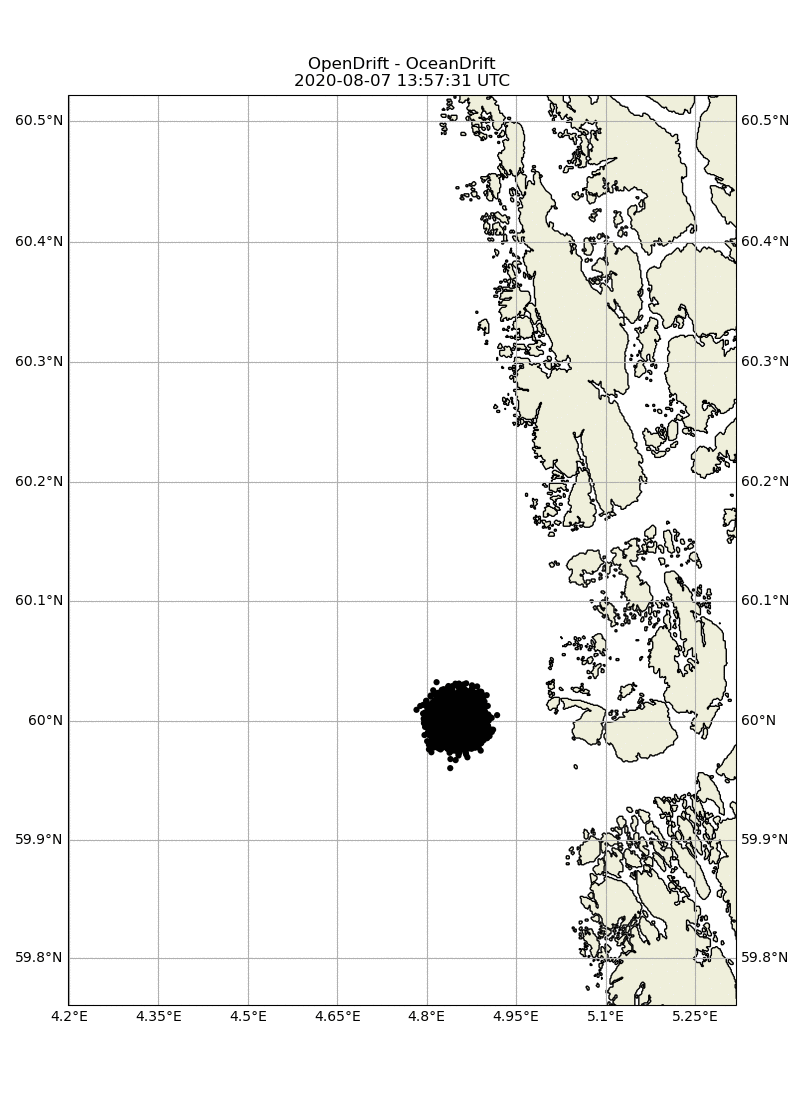 OpenDrift - OceanDrift
2020-08-07 13:57:31 UTC
60.5°N 60.5°N
60.4°N 60.4°N
60.3°N 60.3°N
60.2°N 60.2°N
60.1°N 60.1°N
60°N 60°N
59.9°N 59.9°N
59.8°N 59.8°N
4.2°E 4.35°E 4.5°E 4.65°E 4.8°E 4.95°E 5.1°E 5.25°E